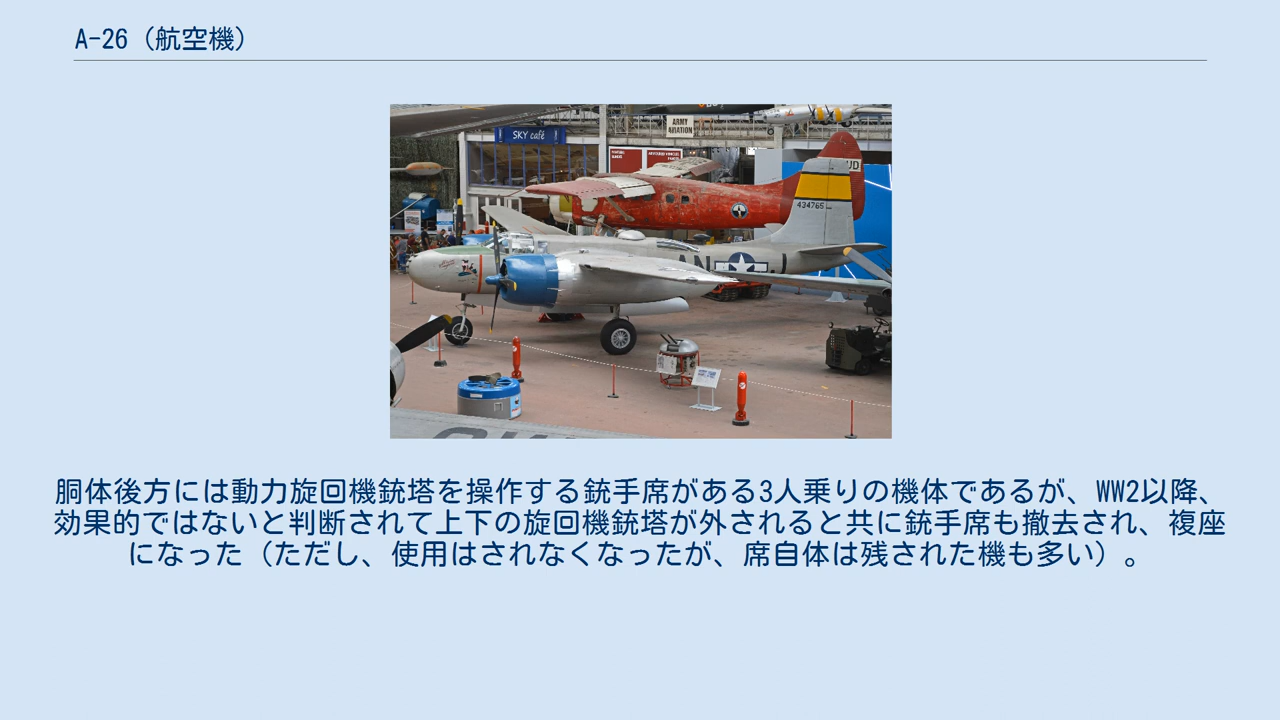 A-26（航空機）
SKY café
ARMY
AVIATION
UD
434765
AN
J
胴体後方には動力旋回機銃塔を操作する銃手席がある3人乗りの機体であるが、WW2以降、
効果的ではないと判断されて上下の旋回機銃塔が外されると共に銃手席も撤去され、複座
になった（ただし、使用はされなくなったが、席自体は残された機も多い）。